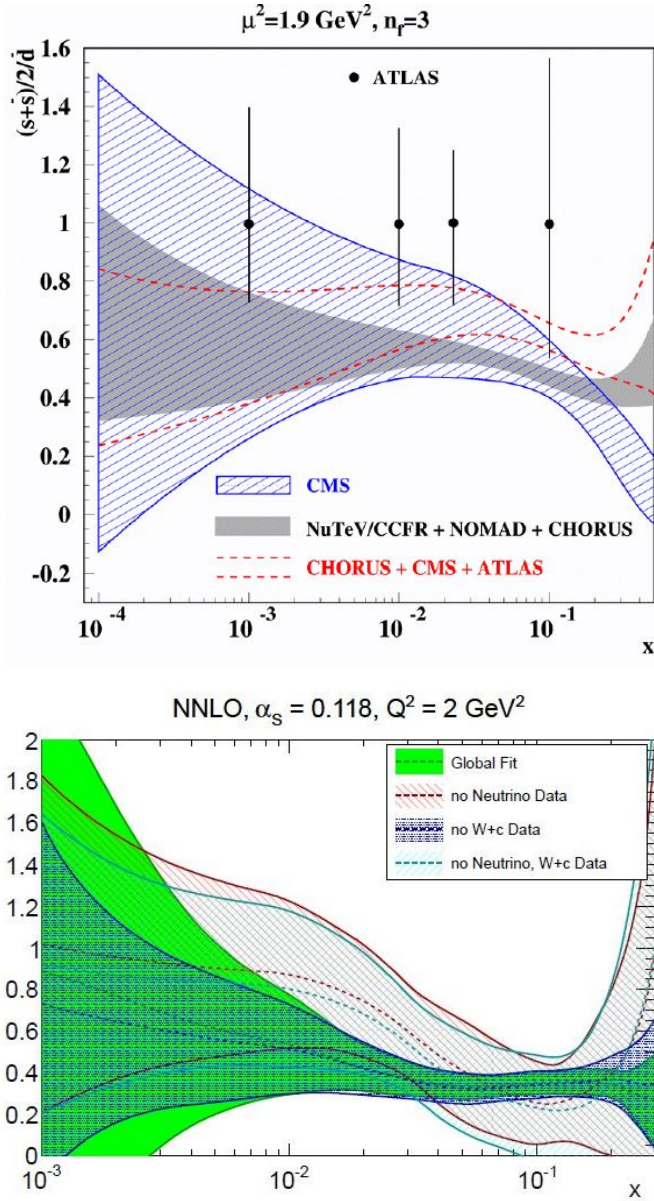 μ²=1.9 GeV², n_f=3
(s+s̄)/2/d̄
1.6
1.4
1.2
1
0.8
0.6
0.4
0.2
0
-0.2
ATLAS
CMS
NuTeV/CCFR + NOMAD + CHORUS
CHORUS + CMS + ATLAS
10⁻⁴ 10⁻³ 10⁻² 10⁻¹
x
NNLO, α_s = 0.118, Q² = 2 GeV²
2
1.8
1.6
1.4
1.2
1
0.8
0.6
0.4
0.2
0
Global Fit
no Neutrino Data
no W+c Data
no Neutrino, W+c Data
10⁻³ 10⁻² 10⁻¹ x